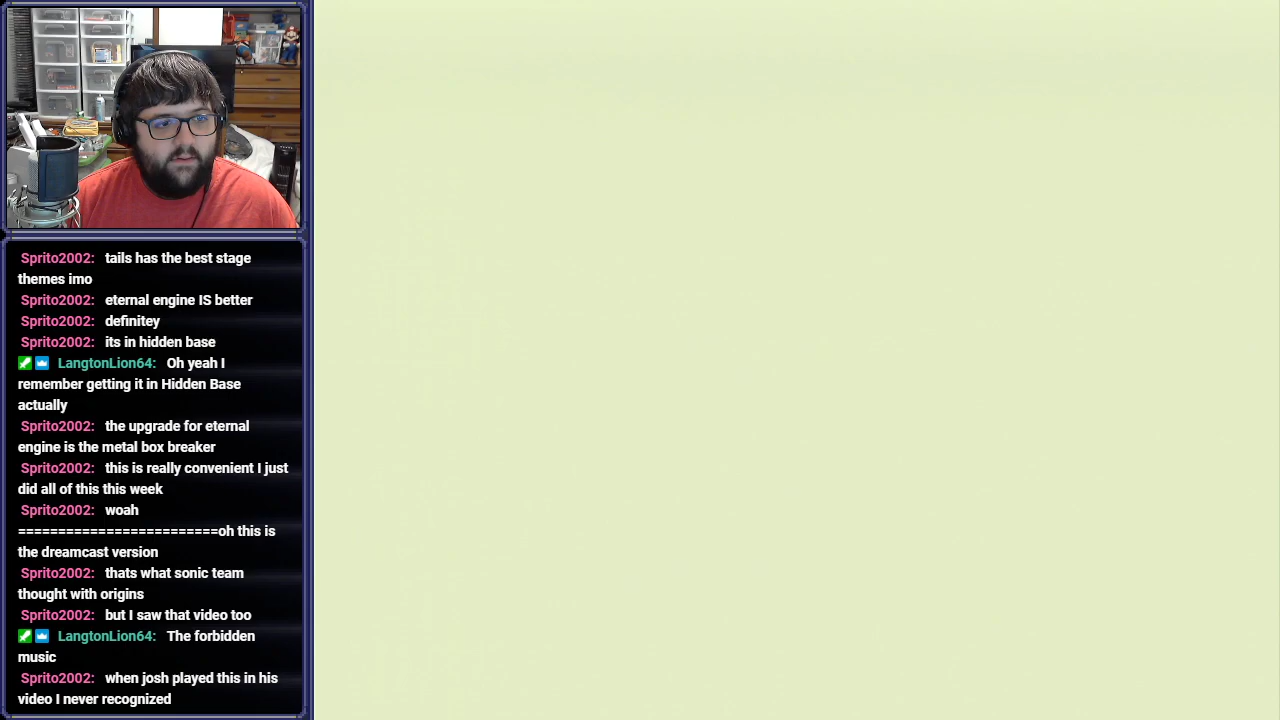 Sprito2002: tails has the best stage
themes imo
Sprito2002: eternal engine IS better
Sprito2002: definitey
Sprito2002: its in hidden base
LangtonLion64: Oh yeah I
remember getting it in Hidden Base
actually
Sprito2002: the upgrade for eternal
engine is the metal box breaker
Sprito2002: this is really convenient I just
did all of this this week
Sprito2002: woah
=========================oh this is
the dreamcast version
Sprito2002: thats what sonic team
thought with origins
Sprito2002: but I saw that video too
LangtonLion64: The forbidden
music
Sprito2002: when josh played this in his
video I never recognized